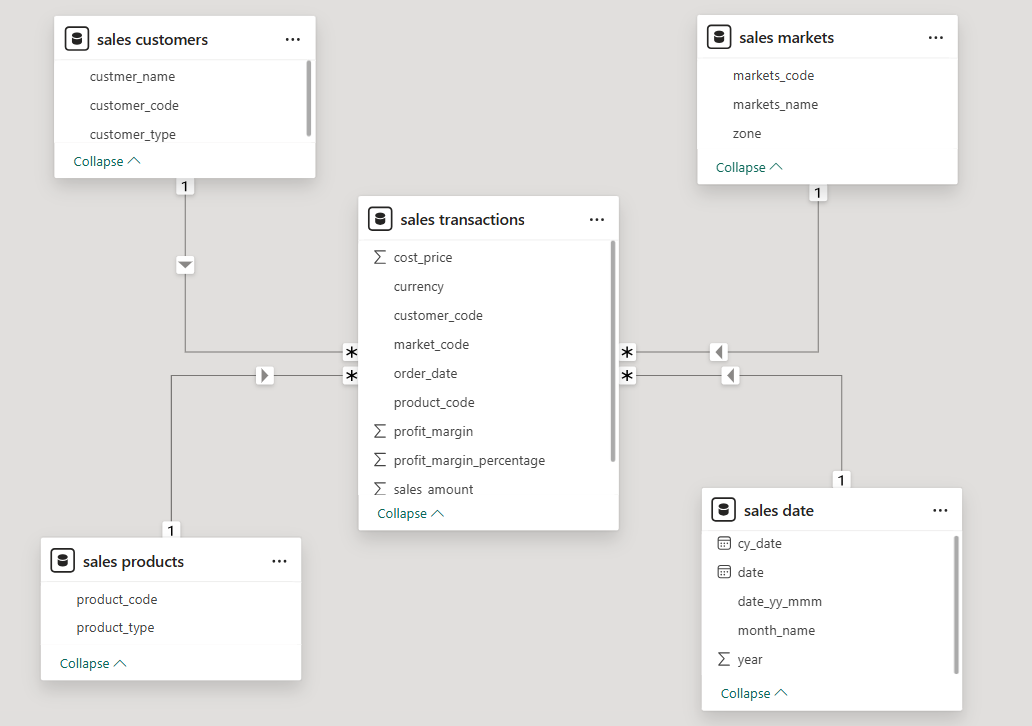 sales customers
custmer_name
customer_code
customer_type
Collapse
1
sales markets
markets_code
markets_name
zone
Collapse
1
sales transactions
Σ cost_price
currency
customer_code
market_code
order_date
product_code
Σ profit_margin
Σ profit_margin_percentage
Σ sales_amount
Collapse
*
*
*
*
1
sales products
product_code
product_type
Collapse
1
sales date
cy_date
date
date_yy_mmm
month_name
Σ year
Collapse